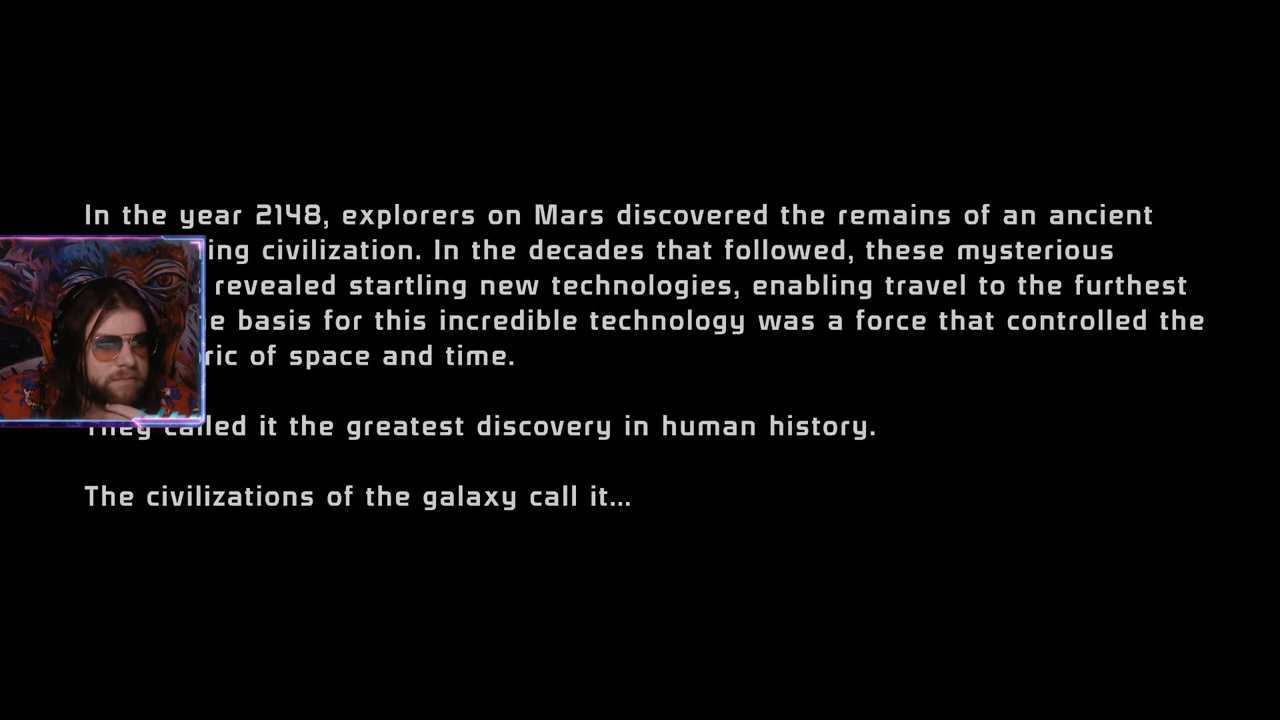 In the year 2148, explorers on Mars discovered the remains of an ancient
civilization. In the decades that followed, these mysterious
revealed startling new technologies, enabling travel to the furthest
basis for this incredible technology was a force that controlled the
of space and time.
They called it the greatest discovery in human history.
The civilizations of the galaxy call it...